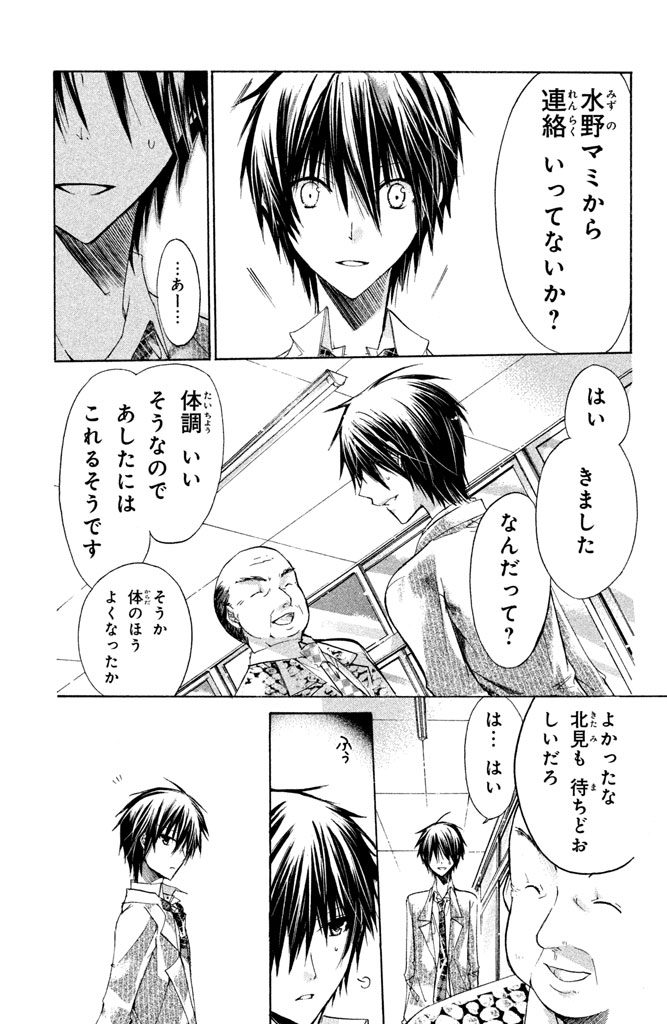 水野マミから
連絡 いってないか？
…あー…
はい きました
なんだって？
体調 いい
そうなので
あしたには
これるそうです
そうか
体のほう
よくなったか
よかったな
北見も 待ちどお
しいだろ
は… はい
ふぅ